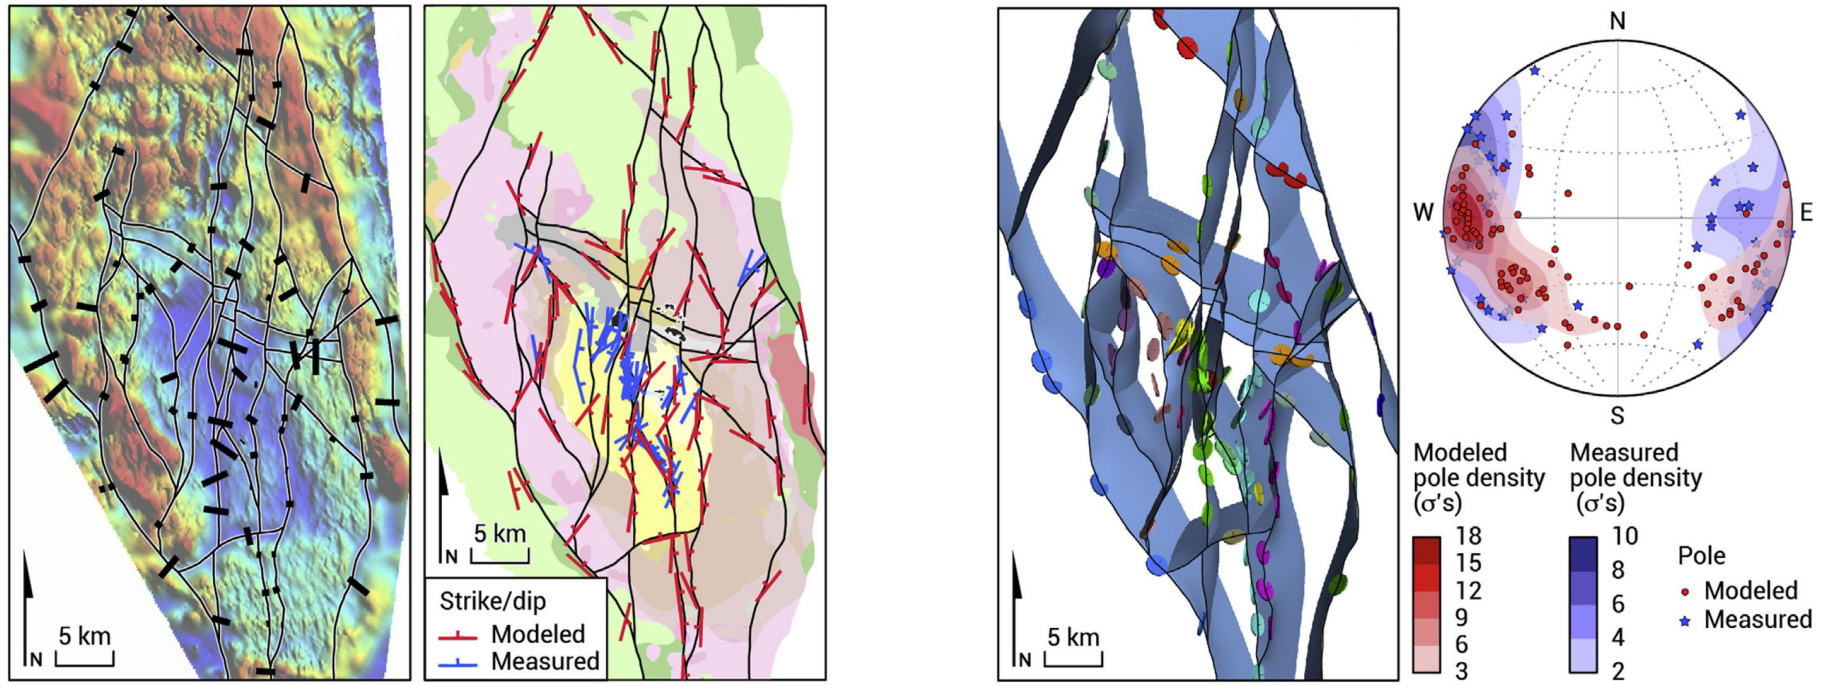 N
5 km
5 km
N
Strike/dip
Modeled
Measured
N
5 km
N
W
E
S
Modeled
pole density
(σ's)
18
15
12
9
6
3
Measured
pole density
(σ's)
10
8
6
4
2
Pole
Modeled
Measured